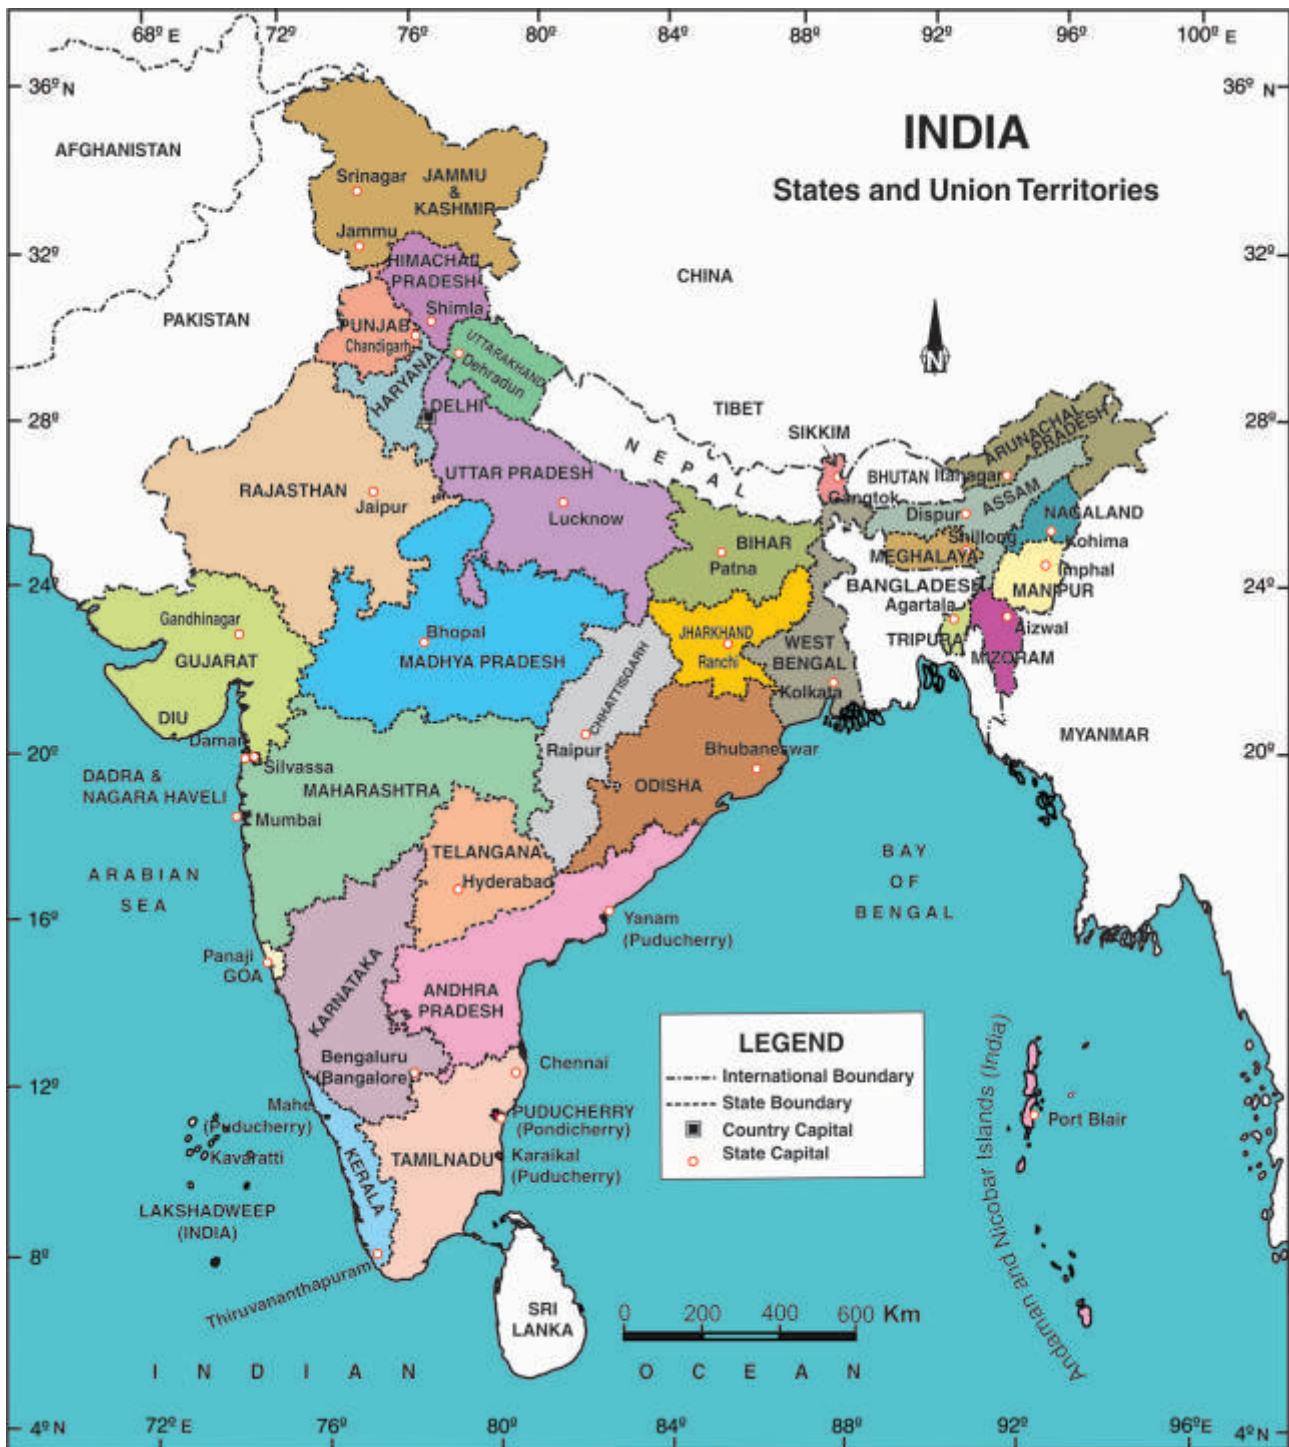 68º E 72º 76º 80º 84º 88º 92º 96º 100º E
36º N
36º N
INDIA
States and Union Territories
AFGHANISTAN
Srinagar
JAMMU
&
KASHMIR
Jammu
32º
32º
HIMACHAL
PRADESH
CHINA
Shimla
PAKISTAN
PUNJAB
Chandigarh
UTTARAKHAND
Dehradun
N
HARYANA
DELHI
TIBET
28º
28º
SIKKIM
NEPAL
ARUNACHAL
PRADESH
UTTAR PRADESH
BHUTAN
Itanagar
RAJASTHAN
Jaipur
Lucknow
Gangtok
ASSAM
Dispur
NAGALAND
Shillong
Kohima
BIHAR
Patna
MEGHALAYA
Imphal
24º
24º
BANGLADESH
MANIPUR
Agartala
Gandhinagar
GUJARAT
Bhopal
MADHYA PRADESH
JHARKHAND
Ranchi
WEST
BENGAL
TRIPURA
Aizwal
MIZORAM
CHHATTISGARH
Kolkata
DIU
Daman
Silvassa
Raipur
Bhubaneswar
MYANMAR
20º
20º
DADRA &
NAGARA HAVELI
MAHARASHTRA
ODISHA
Mumbai
TELANGANA
Hyderabad
ARABIAN
SEA
BAY
OF
BENGAL
16º
16º
Yanam
(Puducherry)
Panaji
GOA
KARNATAKA
ANDHRA
PRADESH
LEGEND
International Boundary
State Boundary
Country Capital
State Capital
Bengaluru
(Bangalore)
Chennai
12º
12º
Mahe
(Puducherry)
PUDUCHERRY
(Pondicherry)
Port Blair
Kavaratti
KERALA
TAMILNADU
Karaikal
(Puducherry)
Andaman and Nicobar Islands (India)
LAKSHADWEEP
(INDIA)
8º
8º
Thiruvananthapuram
SRI
LANKA
0 200 400 600 Km
INDIAN OCEAN
4º N
4º N
72º E 76º 80º 84º 88º 92º 96º E